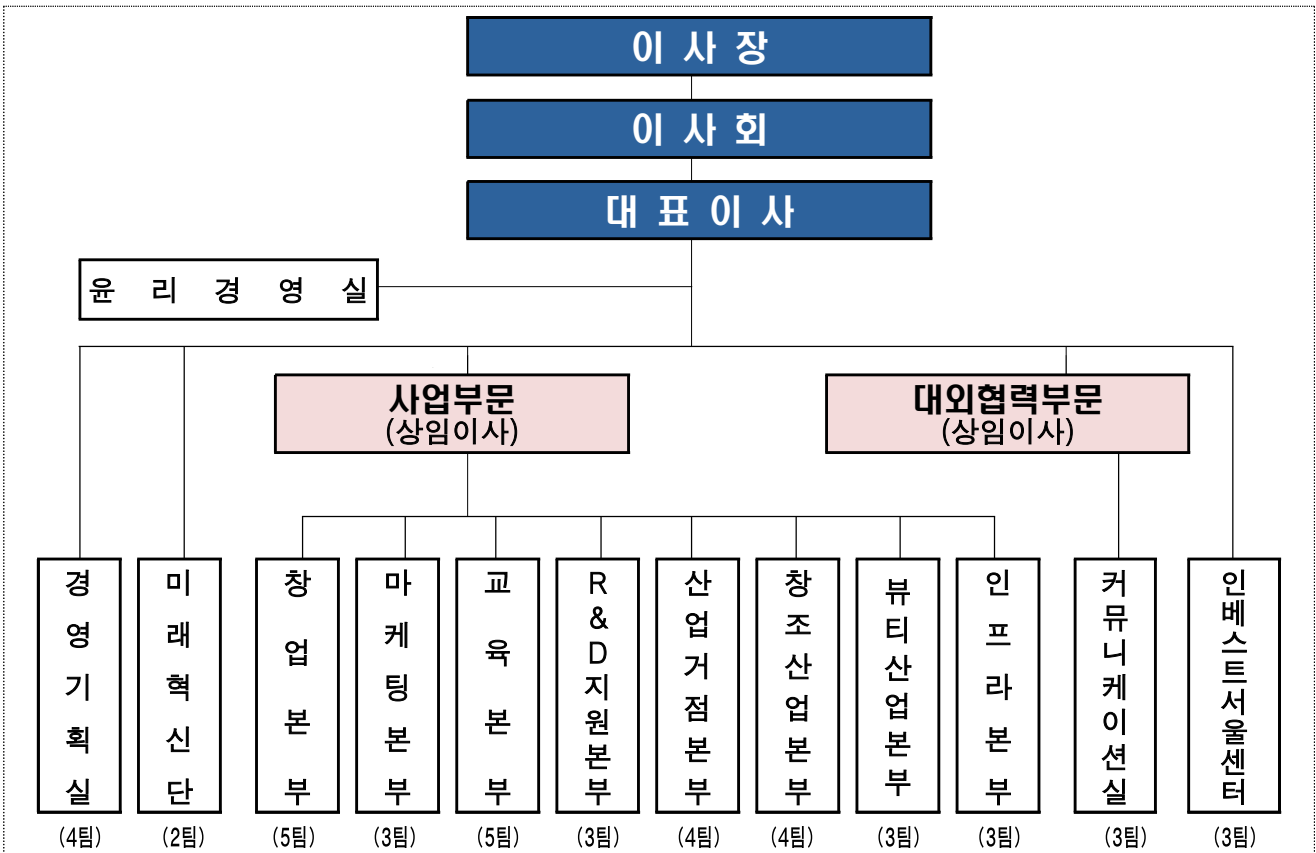 이 사 장
이 사 회
대 표 이 사
윤 리 경 영 실
사업부문
(상임이사)
대외협력부문
(상임이사)
경영기획실
미래혁신단
창업본부
마케팅본부
교육본부
R&D지원본부
산업거점본부
창조산업본부
뷰티산업본부
인프라본부
커뮤니케이션실
인베스트서울센터
(4팀)
(2팀)
(5팀)
(3팀)
(5팀)
(3팀)
(4팀)
(4팀)
(3팀)
(3팀)
(3팀)
(3팀)